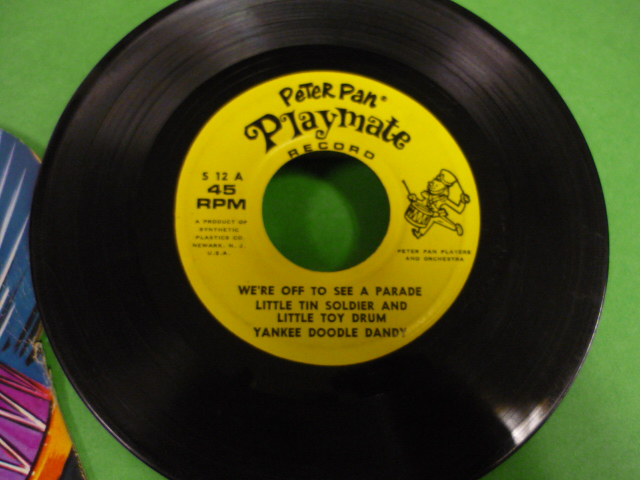 PETER PAN®
Playmate
RECORD
S 12 A
45
RPM
A PRODUCT OF
SYNTHETIC
PLASTICS CO.
NEWARK, N. J.
U.S.A.
PETER PAN PLAYERS
AND ORCHESTRA
WE'RE OFF TO SEE A PARADE
LITTLE TIN SOLDIER AND
LITTLE TOY DRUM
YANKEE DOODLE DANDY